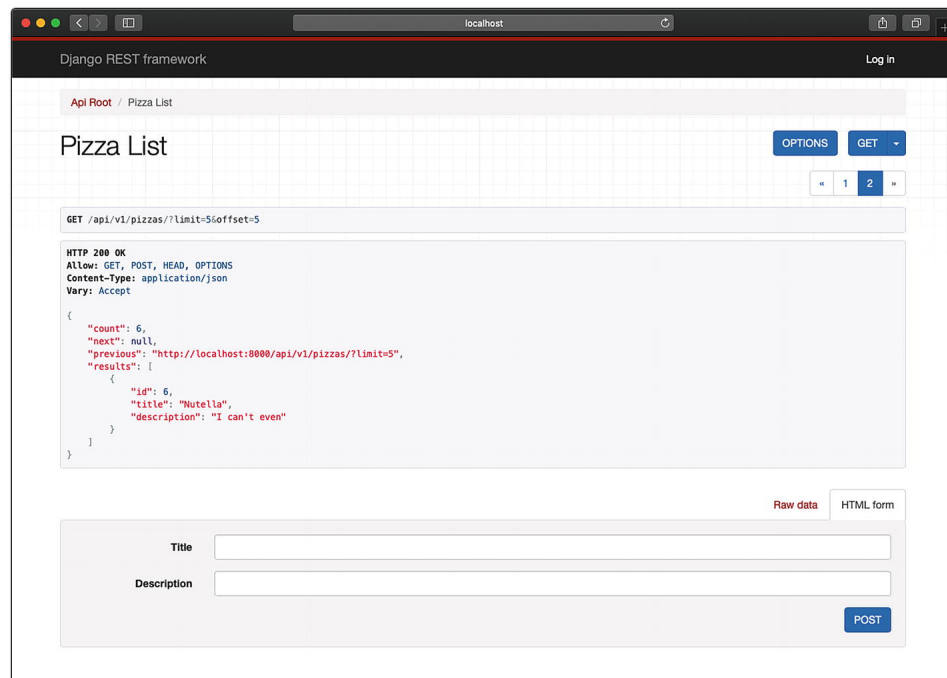 localhost
Django REST framework Log in
Api Root / Pizza List
Pizza List OPTIONS GET
« 1 2 »
GET /api/v1/pizzas/?limit=5&offset=5
HTTP 200 OK
Allow: GET, POST, HEAD, OPTIONS
Content-Type: application/json
Vary: Accept
{
    "count": 6,
    "next": null,
    "previous": "http://localhost:8000/api/v1/pizzas/?limit=5",
    "results": [
        {
            "id": 6,
            "title": "Nutella",
            "description": "I can't even"
        }
    ]
}
Raw data HTML form
Title
Description
POST